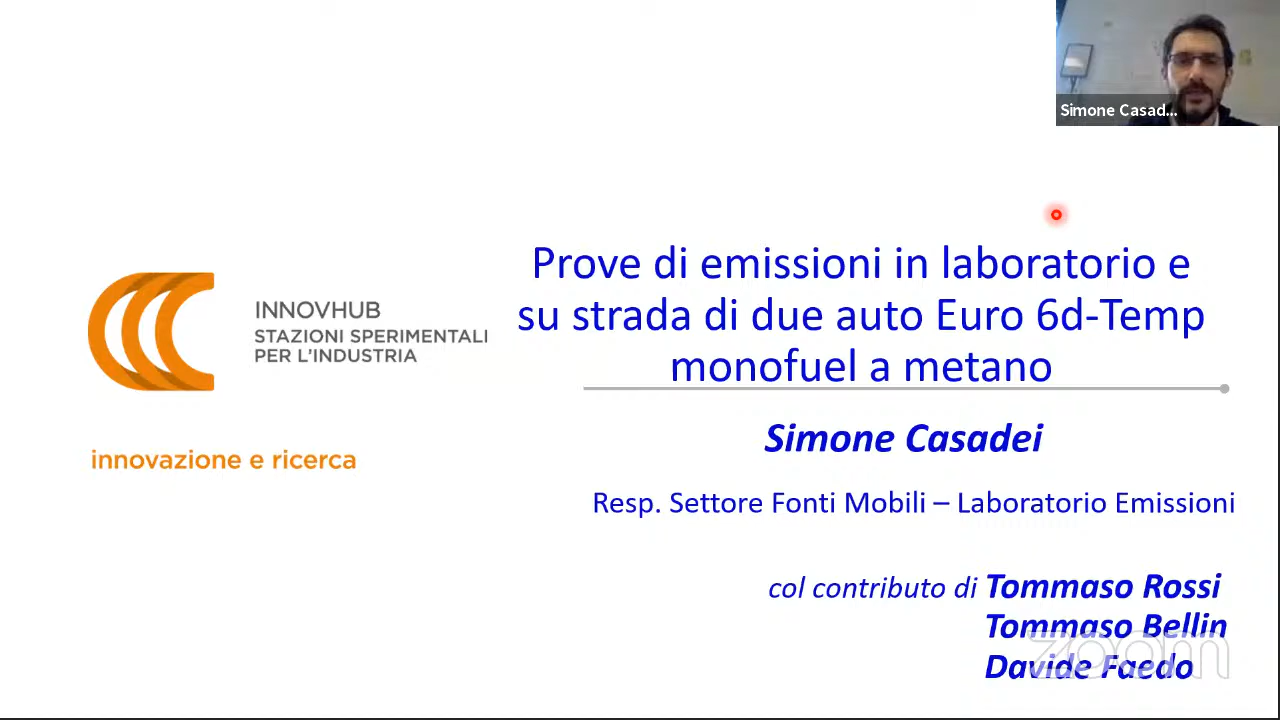 Simone Casad...
Prove di emissioni in laboratorio e
su strada di due auto Euro 6d-Temp
monofuel a metano
INNOVHUB
STAZIONI SPERIMENTALI
PER L'INDUSTRIA
innovazione e ricerca
Simone Casadei
Resp. Settore Fonti Mobili – Laboratorio Emissioni
col contributo di Tommaso Rossi
Tommaso Bellin
Davide Faedo
zoom